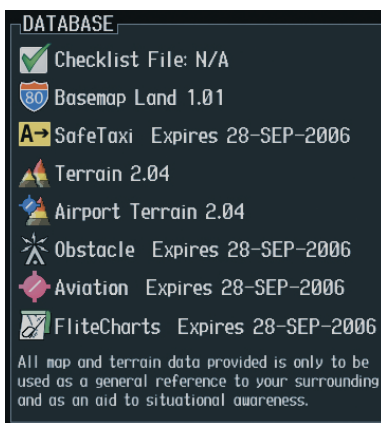 DATABASE
Checklist File: N/A
80 Basemap Land 1.01
A→ SafeTaxi Expires 28-SEP-2006
Terrain 2.04
Airport Terrain 2.04
Obstacle Expires 28-SEP-2006
Aviation Expires 28-SEP-2006
FliteCharts Expires 28-SEP-2006
All map and terrain data provided is only to be
used as a general reference to your surrounding
and as an aid to situational awareness.